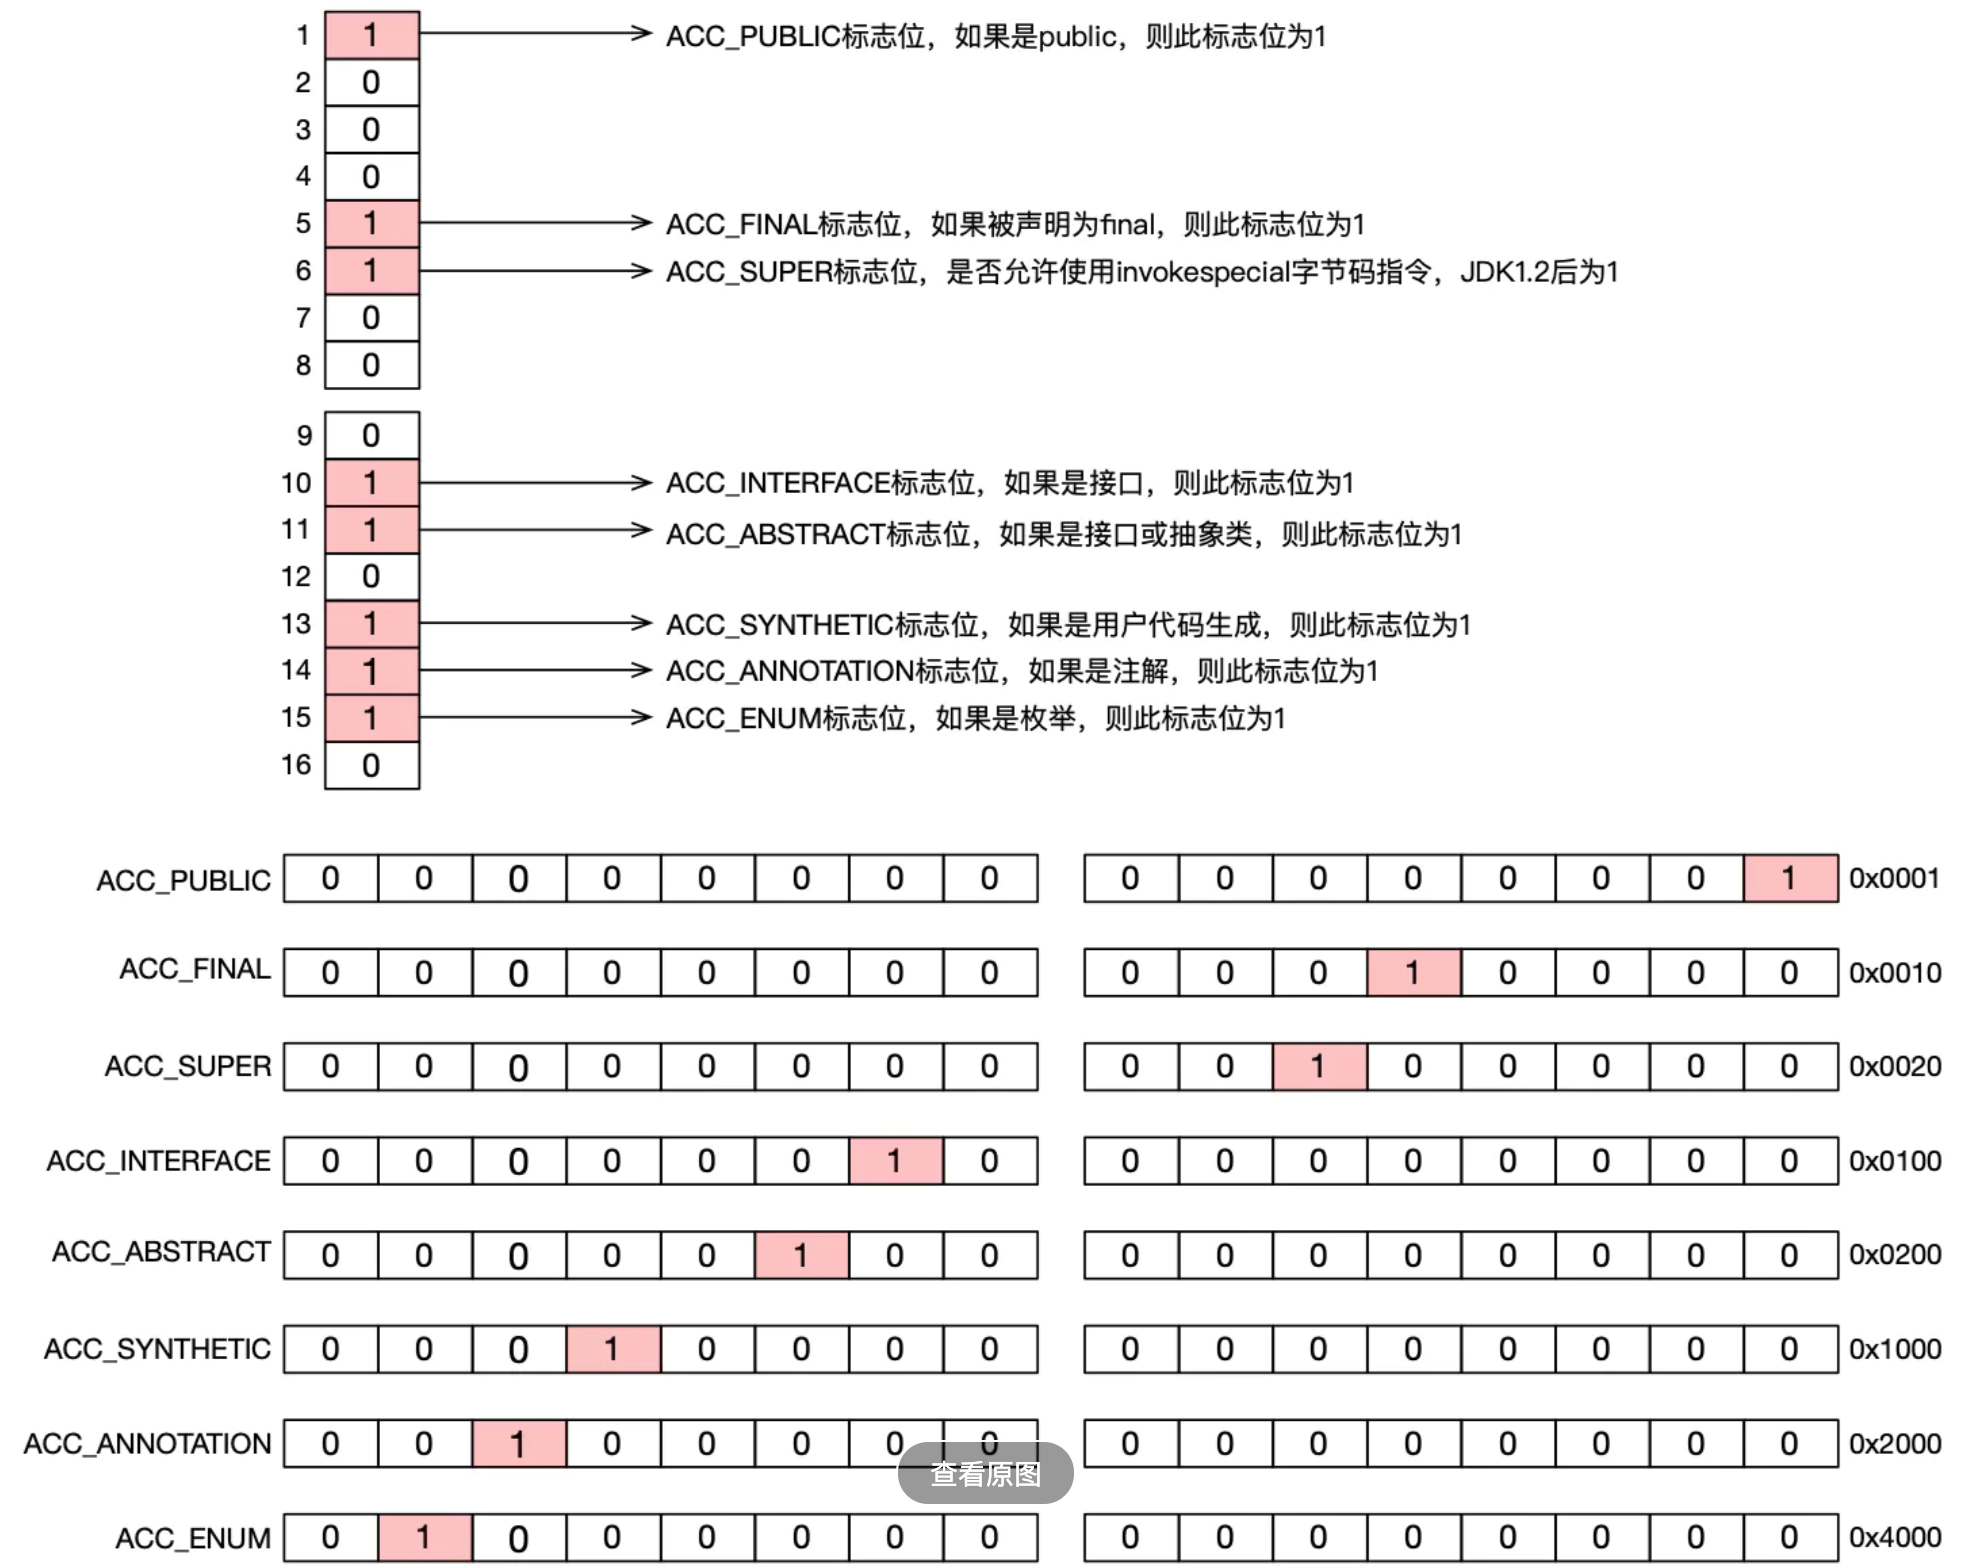 1 1 ACC_PUBLIC标志位，如果是public，则此标志位为1
2 0
3 0
4 0
5 1 ACC_FINAL标志位，如果被声明为final，则此标志位为1
6 1 ACC_SUPER标志位，是否允许使用invokespecial字节码指令，JDK1.2后为1
7 0
8 0
9 0
10 1 ACC_INTERFACE标志位，如果是接口，则此标志位为1
11 1 ACC_ABSTRACT标志位，如果是接口或抽象类，则此标志位为1
12 0
13 1 ACC_SYNTHETIC标志位，如果是用户代码生成，则此标志位为1
14 1 ACC_ANNOTATION标志位，如果是注解，则此标志位为1
15 1 ACC_ENUM标志位，如果是枚举，则此标志位为1
16 0
ACC_PUBLIC 0 0 0 0 0 0 0 0 0 0 0 0 0 0 0 1 0x0001
ACC_FINAL 0 0 0 0 0 0 0 0 0 0 0 1 0 0 0 0 0x0010
ACC_SUPER 0 0 0 0 0 0 0 0 0 0 1 0 0 0 0 0 0x0020
ACC_INTERFACE 0 0 0 0 0 0 1 0 0 0 0 0 0 0 0 0 0x0100
ACC_ABSTRACT 0 0 0 0 0 1 0 0 0 0 0 0 0 0 0 0 0x0200
ACC_SYNTHETIC 0 0 0 1 0 0 0 0 0 0 0 0 0 0 0 0 0x1000
ACC_ANNOTATION 0 0 1 0 0 0 0 0 0 0 0 0 0 0 0 0 0x2000
查看原图
ACC_ENUM 0 1 0 0 0 0 0 0 0 0 0 0 0 0 0 0 0x4000